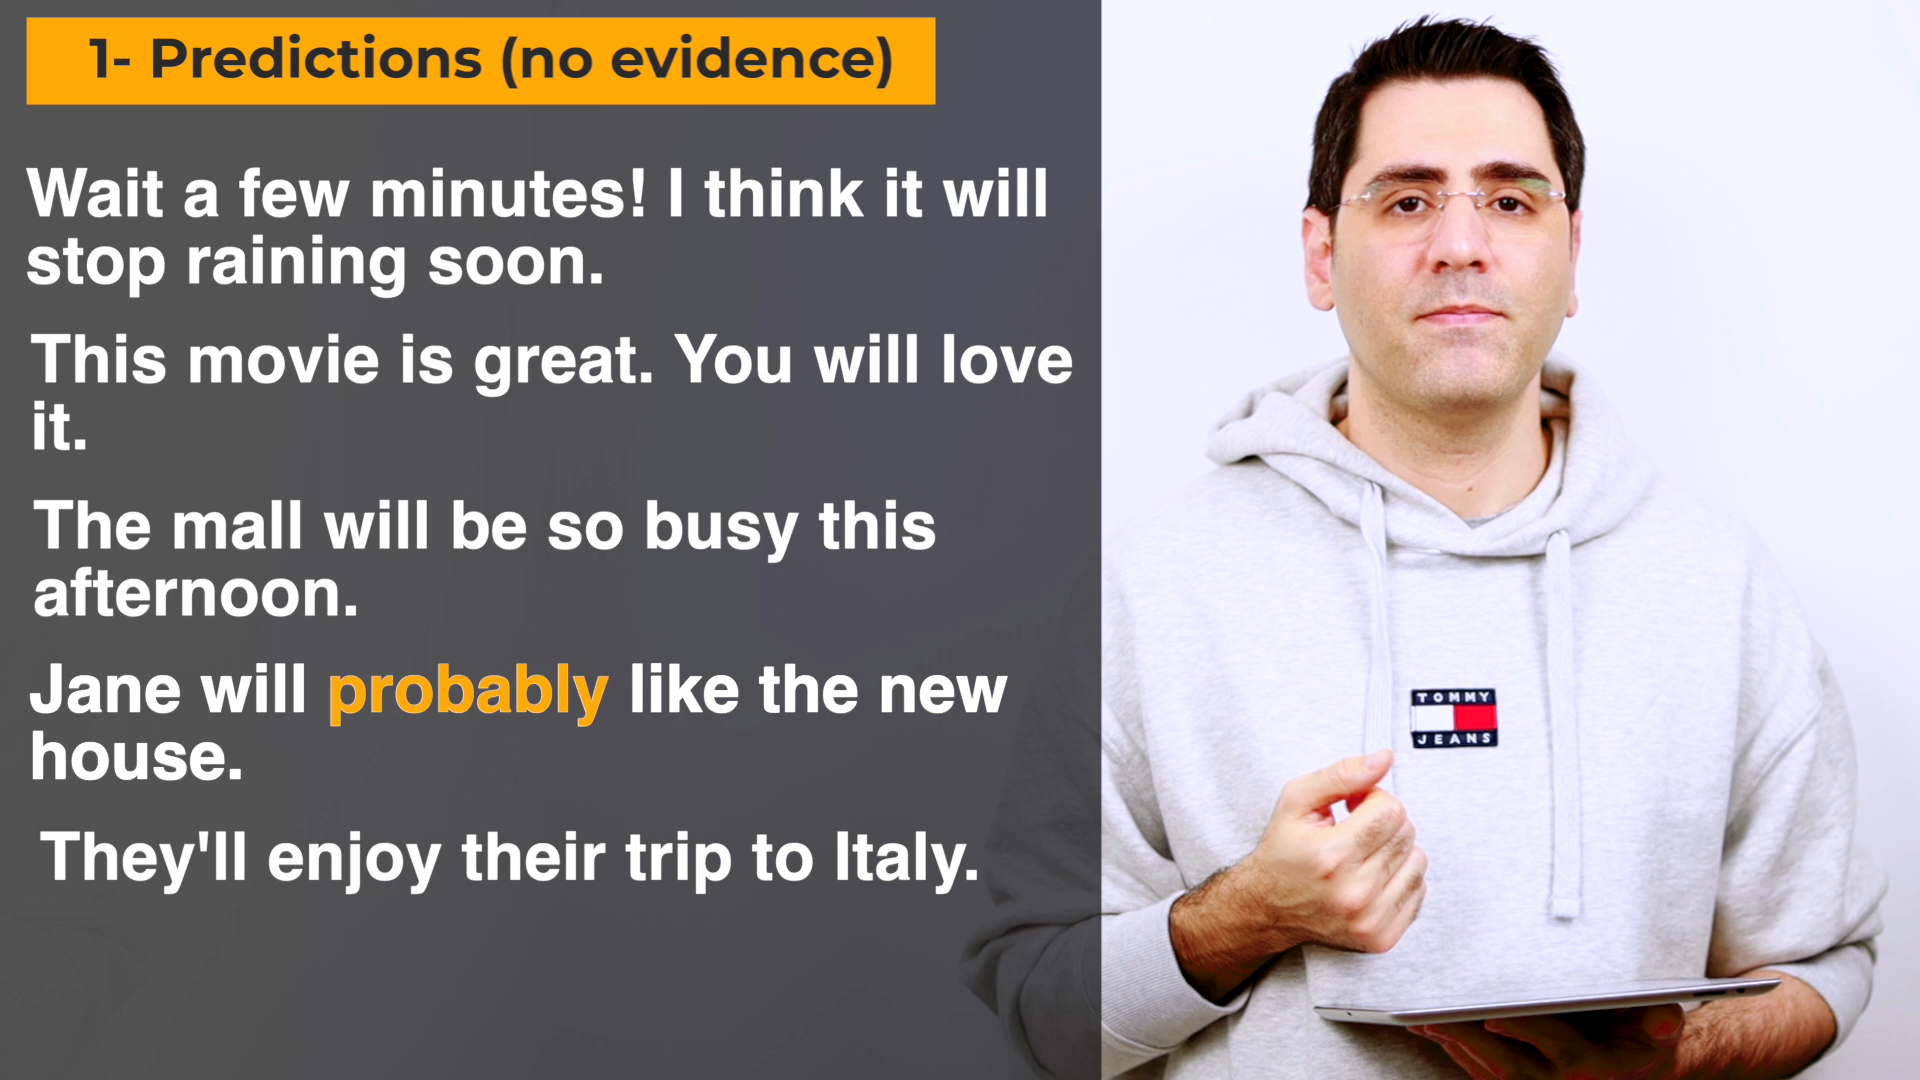 1- Predictions (no evidence)
Wait a few minutes! I think it will
stop raining soon.
This movie is great. You will love
it.
The mall will be so busy this
afternoon.
Jane will probably like the new
house.
They'll enjoy their trip to Italy.
TOMMY
JEANS